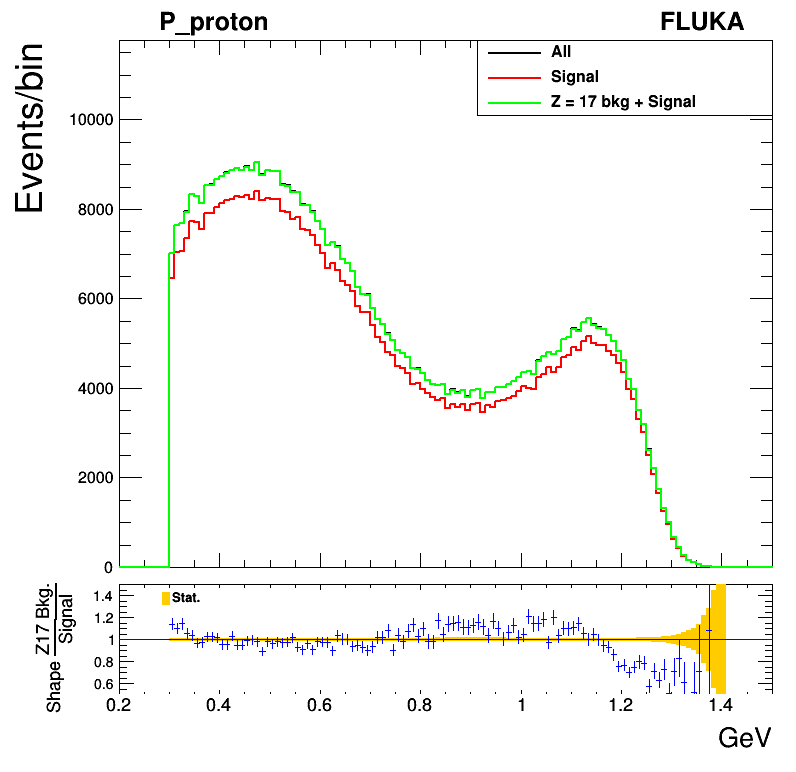 P_proton FLUKA
Events/bin
All
Signal
Z = 17 bkg + Signal
10000
8000
6000
4000
2000
0
Shape Z17 Bkg. / Signal
Stat.
1.4
1.2
1
0.8
0.6
0.2 0.4 0.6 0.8 1 1.2 1.4
GeV